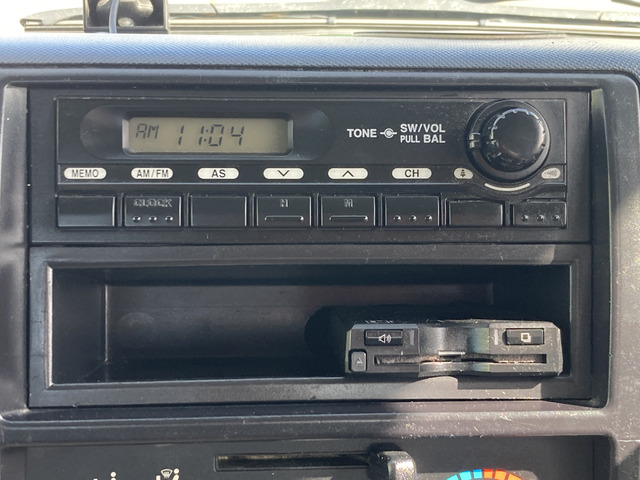 AM 11:04
TONE SW/VOL
PULL BAL
MEMO AM/FM AS CH
CLOCK H M